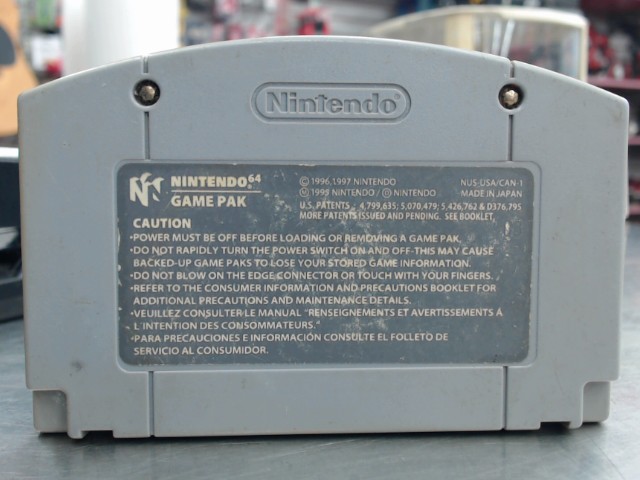 Nintendo®
NINTENDO 64
GAME PAK
© 1996, 1997 NINTENDO NUS-USA/CAN-1
MADE IN JAPAN
U.S. PATENTS 4,799,635; 5,070,479; 5,426,762 & D376,795
MORE PATENTS ISSUED AND PENDING. SEE BOOKLET.
CAUTION
•POWER MUST BE OFF BEFORE LOADING OR REMOVING A GAME PAK.
•DO NOT RAPIDLY TURN THE POWER SWITCH ON AND OFF-THIS MAY CAUSE
BACKED-UP GAME PAKS TO LOSE YOUR STORED GAME INFORMATION.
•DO NOT BLOW ON THE EDGE CONNECTOR OR TOUCH WITH YOUR FINGERS.
•REFER TO THE CONSUMER INFORMATION AND PRECAUTIONS BOOKLET FOR
ADDITIONAL PRECAUTIONS AND MAINTENANCE DETAILS.
•VEUILLEZ CONSULTER LE MANUAL "RENSEIGNEMENTS ET AVERTISSEMENTS À
L'INTENTION DES CONSOMMATEURS."
•PARA PRECAUCIONES E INFORMACIÓN CONSULTE EL FOLLETO DE
SERVICIO AL CONSUMIDOR.